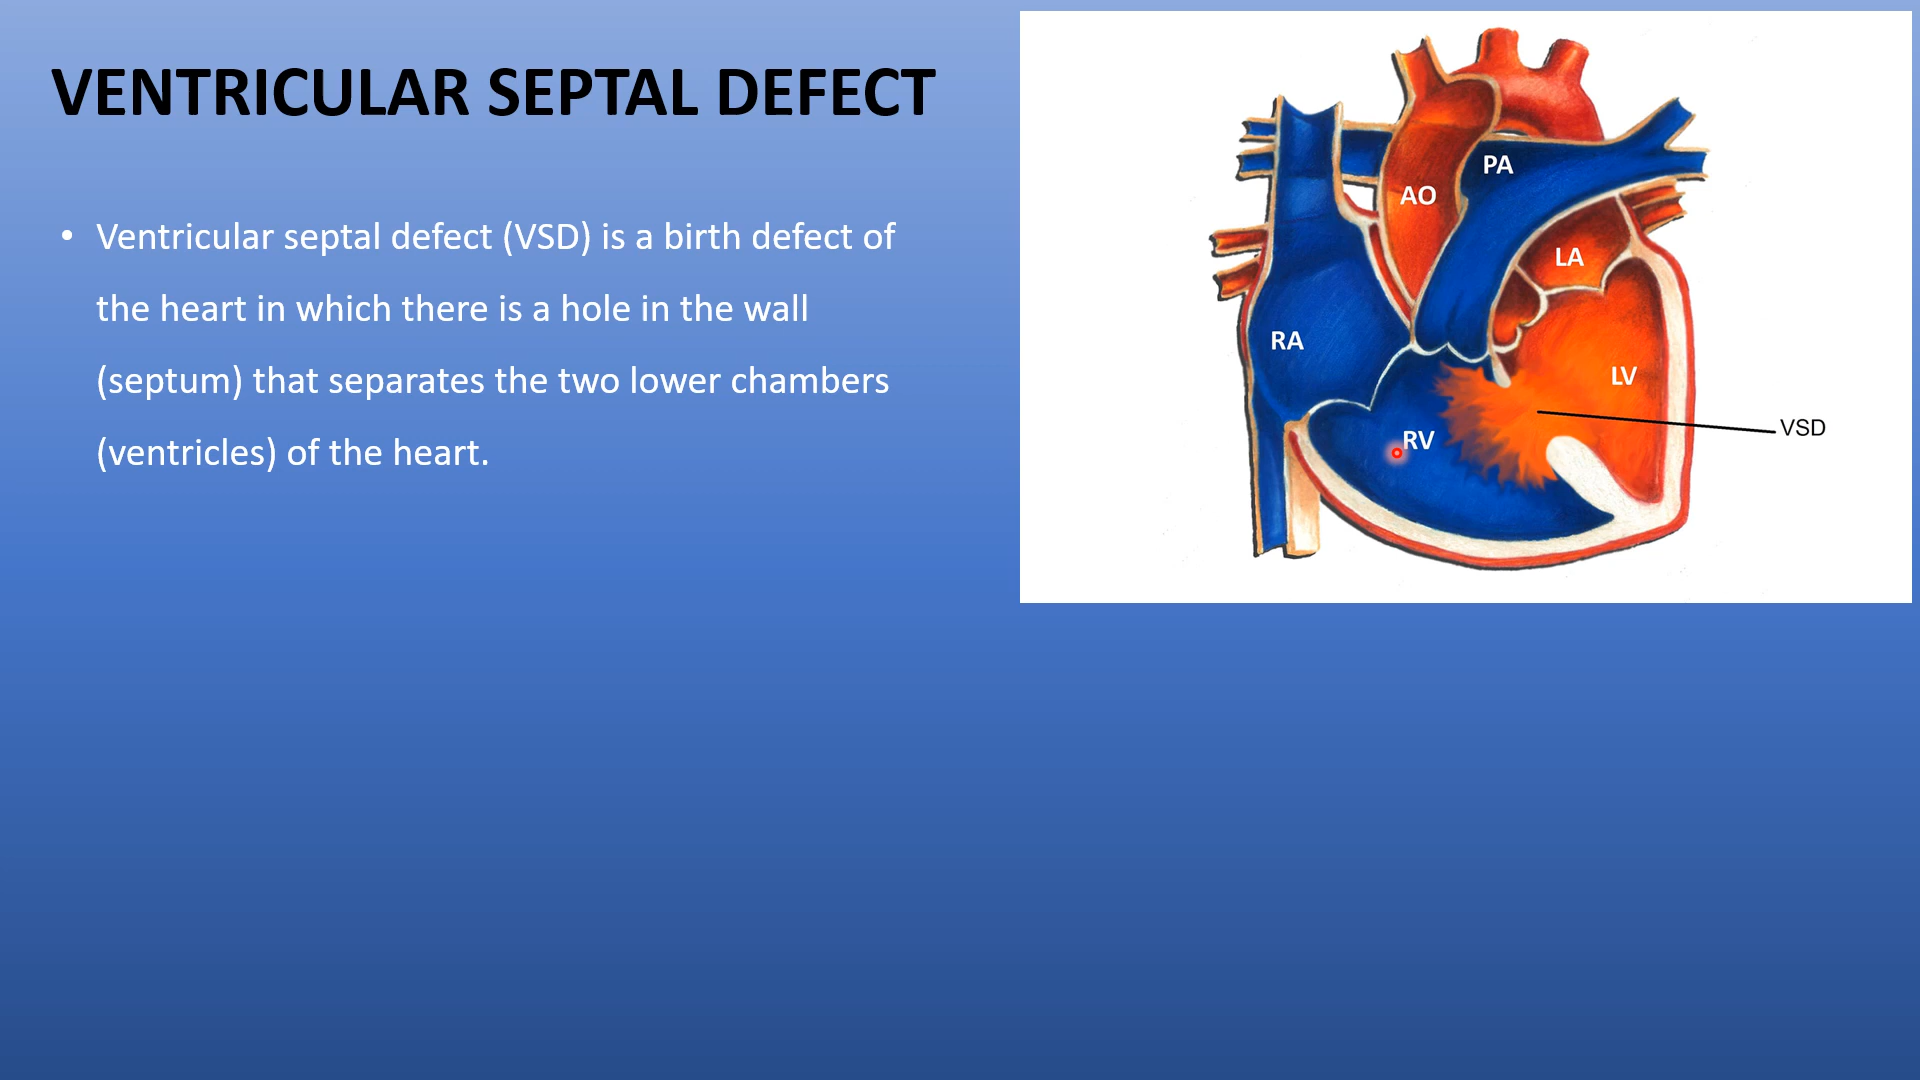 VENTRICULAR SEPTAL DEFECT
• Ventricular septal defect (VSD) is a birth defect of
the heart in which there is a hole in the wall
(septum) that separates the two lower chambers
(ventricles) of the heart.
PA
AO
LA
RA
LV
VSD
RV